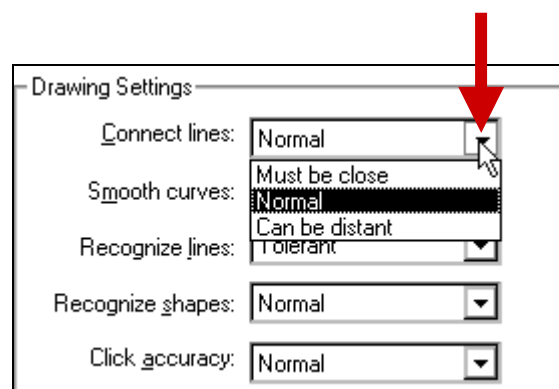 Drawing Settings
Connect lines: Normal
Must be close
Smooth curves: Normal
Can be distant
Recognize lines: Tolerant
Recognize shapes: Normal
Click accuracy: Normal